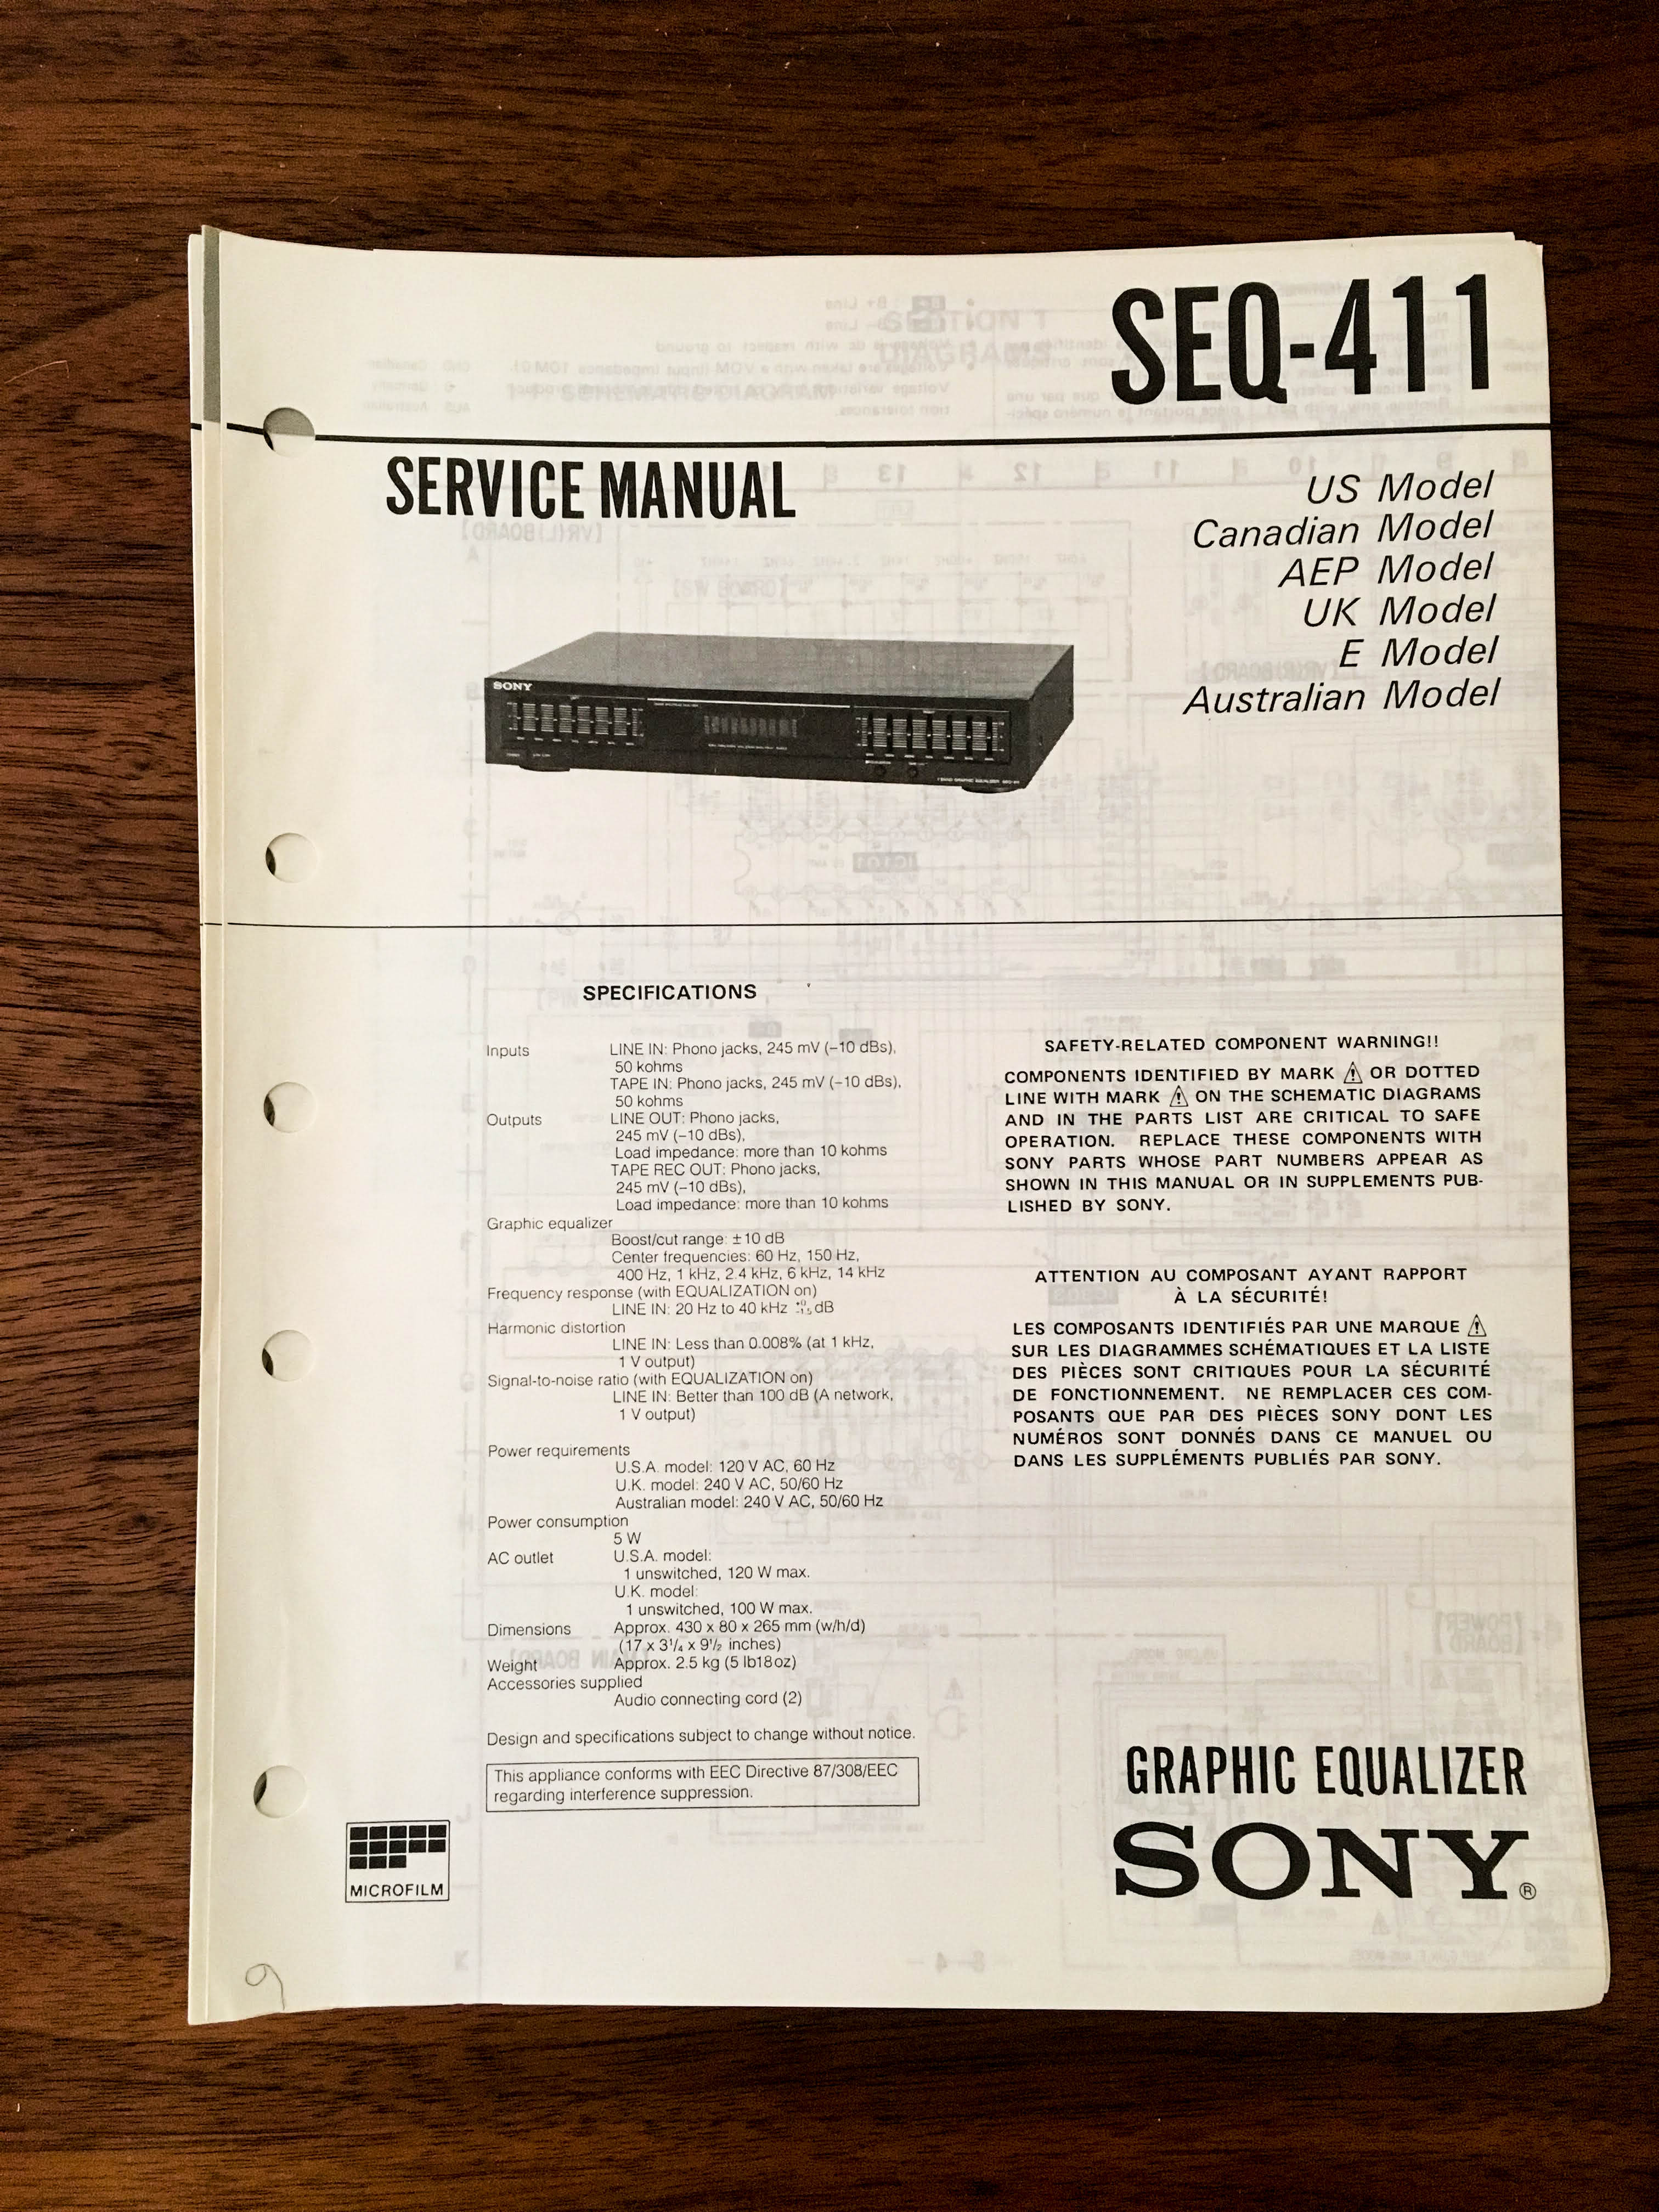 SEQ-411
SERVICE MANUAL
US Model
Canadian Model
AEP Model
UK Model
E Model
Australian Model
SONY
SPECIFICATIONS
Inputs LINE IN: Phono jacks, 245 mV (−10 dBs),
50 kohms
TAPE IN: Phono jacks, 245 mV (−10 dBs),
50 kohms
Outputs LINE OUT: Phono jacks,
245 mV (−10 dBs),
Load impedance: more than 10 kohms
TAPE REC OUT: Phono jacks,
245 mV (−10 dBs),
Load impedance: more than 10 kohms
Graphic equalizer
Boost/cut range: ±10 dB
Center frequencies: 60 Hz, 150 Hz,
400 Hz, 1 kHz, 2.4 kHz, 6 kHz, 14 kHz
Frequency response (with EQUALIZATION on)
LINE IN: 20 Hz to 40 kHz dB
Harmonic distortion
LINE IN: Less than 0.008% (at 1 kHz,
1 V output)
Signal-to-noise ratio (with EQUALIZATION on)
LINE IN: Better than 100 dB (A network,
1 V output)
Power requirements
U.S.A. model: 120 V AC, 60 Hz
U.K. model: 240 V AC, 50/60 Hz
Australian model: 240 V AC, 50/60 Hz
Power consumption
5 W
AC outlet U.S.A. model:
1 unswitched, 120 W max.
U.K. model:
1 unswitched, 100 W max.
Dimensions Approx. 430 x 80 x 265 mm (w/h/d)
(17 x 3¼ x 9½ inches)
Weight Approx. 2.5 kg (5 lb18oz)
Accessories supplied
Audio connecting cord (2)
Design and specifications subject to change without notice.
This appliance conforms with EEC Directive 87/308/EEC
regarding interference suppression.
SAFETY-RELATED COMPONENT WARNING!!
COMPONENTS IDENTIFIED BY MARK ⚠ OR DOTTED
LINE WITH MARK ⚠ ON THE SCHEMATIC DIAGRAMS
AND IN THE PARTS LIST ARE CRITICAL TO SAFE
OPERATION. REPLACE THESE COMPONENTS WITH
SONY PARTS WHOSE PART NUMBERS APPEAR AS
SHOWN IN THIS MANUAL OR IN SUPPLEMENTS PUB-
LISHED BY SONY.
ATTENTION AU COMPOSANT AYANT RAPPORT
À LA SÉCURITÉ!
LES COMPOSANTS IDENTIFIÉS PAR UNE MARQUE ⚠
SUR LES DIAGRAMMES SCHÉMATIQUES ET LA LISTE
DES PIÈCES SONT CRITIQUES POUR LA SÉCURITÉ
DE FONCTIONNEMENT. NE REMPLACER CES COM-
POSANTS QUE PAR DES PIÈCES SONY DONT LES
NUMÉROS SONT DONNÉS DANS CE MANUEL OU
DANS LES SUPPLÉMENTS PUBLIÉS PAR SONY.
MICROFILM
GRAPHIC EQUALIZER
SONY®
9